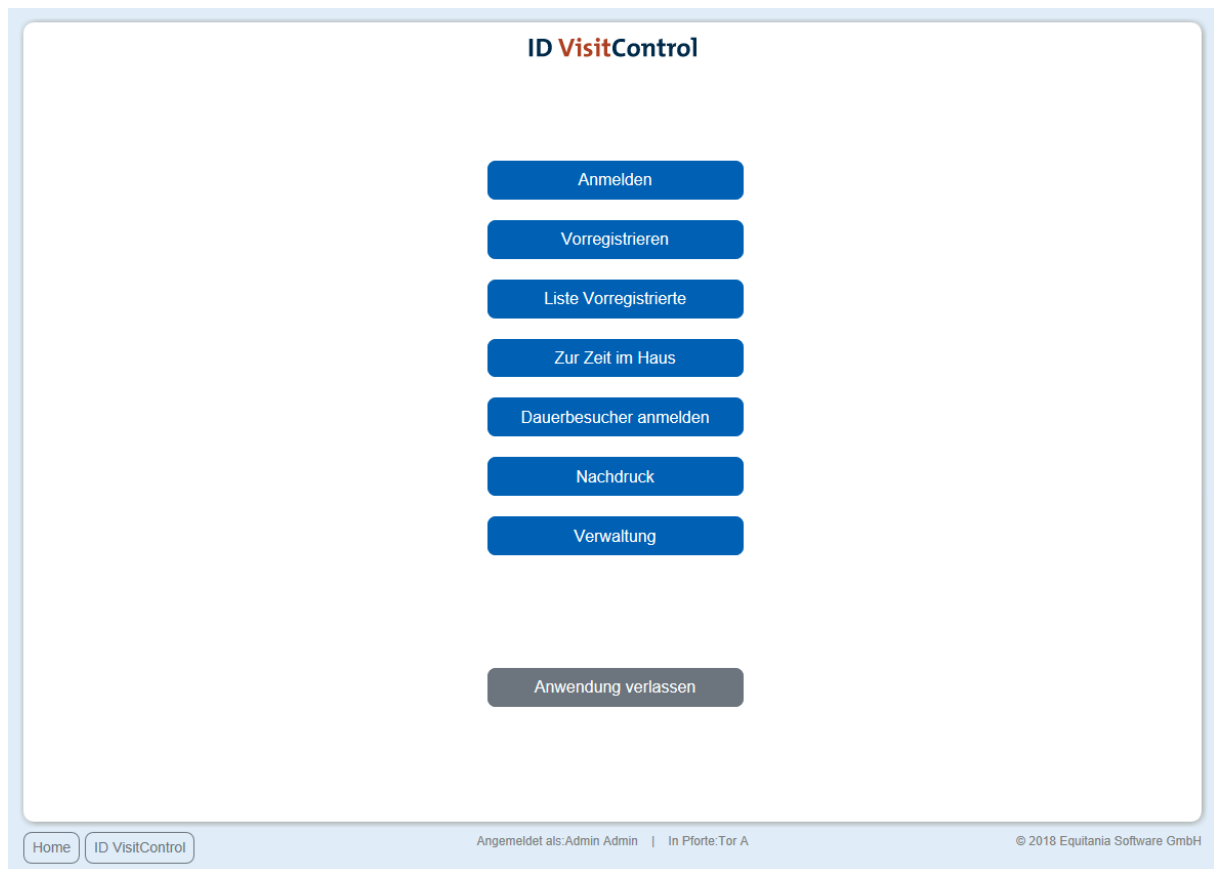 ID VisitControl
Anmelden
Vorregistrieren
Liste Vorregistrierte
Zur Zeit im Haus
Dauerbesucher anmelden
Nachdruck
Verwaltung
Anwendung verlassen
Home ID VisitControl Angemeldet als:Admin Admin | In Pforte:Tor A © 2018 Equitania Software GmbH